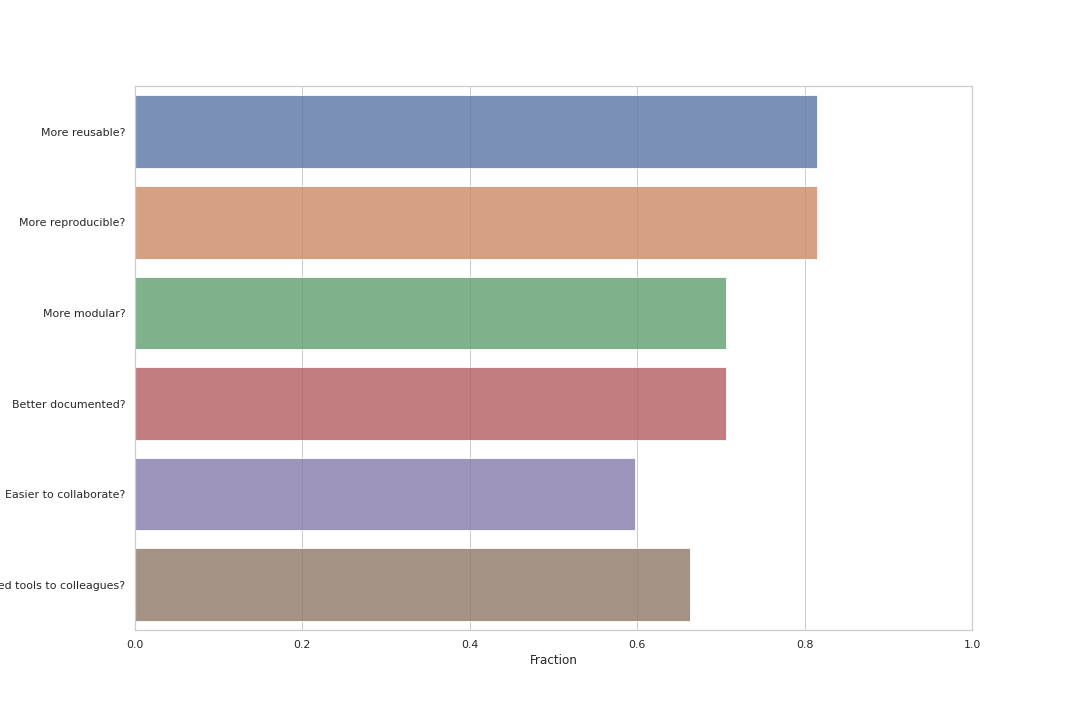 More reusable?
More reproducible?
More modular?
Better documented?
Easier to collaborate?
tools to colleagues?
0.0 0.2 0.4 0.6 0.8 1.0
Fraction